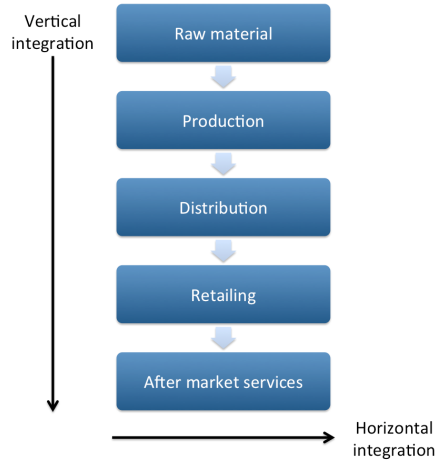 Vertical
integration
Raw material
Production
Distribution
Retailing
After market services
Horizontal
integration